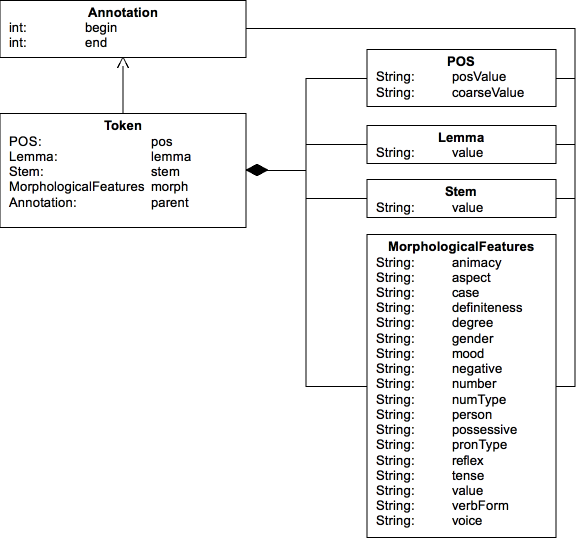 Annotation
int: begin
int: end
Token
POS: pos
Lemma: lemma
Stem: stem
MorphologicalFeatures morph
Annotation: parent
POS
String: posValue
String: coarseValue
Lemma
String: value
Stem
String: value
MorphologicalFeatures
String: animacy
String: aspect
String: case
String: definiteness
String: degree
String: gender
String: mood
String: negative
String: number
String: numType
String: person
String: possessive
String: pronType
String: reflex
String: tense
String: value
String: verbForm
String: voice